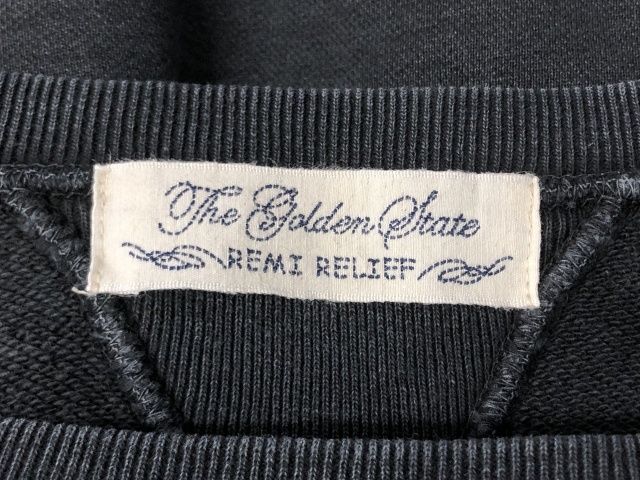 The Golden State
REMI RELIEF